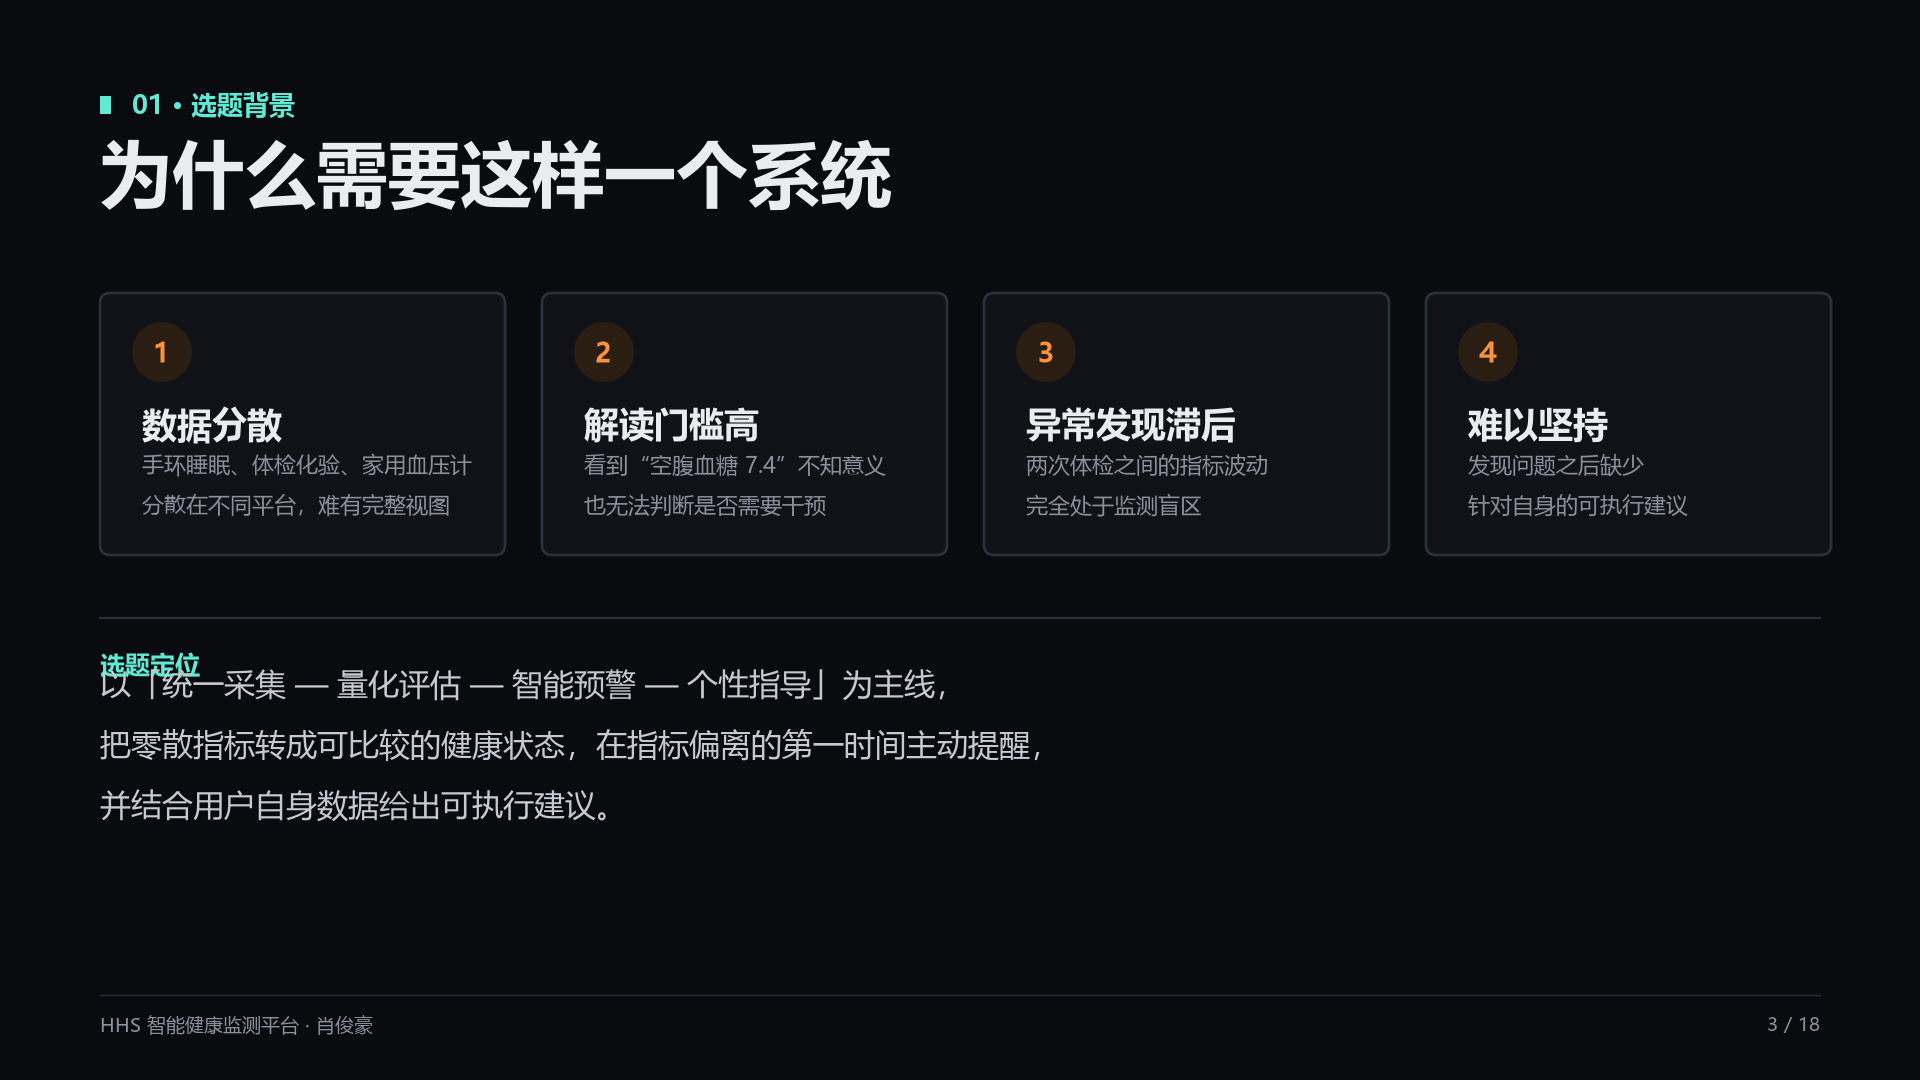 01 · 选题背景
为什么需要这样一个系统
1
数据分散
手环睡眠、体检化验、家用血压计
分散在不同平台，难有完整视图
2
解读门槛高
看到“空腹血糖 7.4”不知意义
也无法判断是否需要干预
3
异常发现滞后
两次体检之间的指标波动
完全处于监测盲区
4
难以坚持
发现问题之后缺少
针对自身的可执行建议
选题定位
以「统一采集 — 量化评估 — 智能预警 — 个性指导」为主线，
把零散指标转成可比较的健康状态，在指标偏离的第一时间主动提醒，
并结合用户自身数据给出可执行建议。
HHS 智能健康监测平台 · 肖俊豪
3 / 18